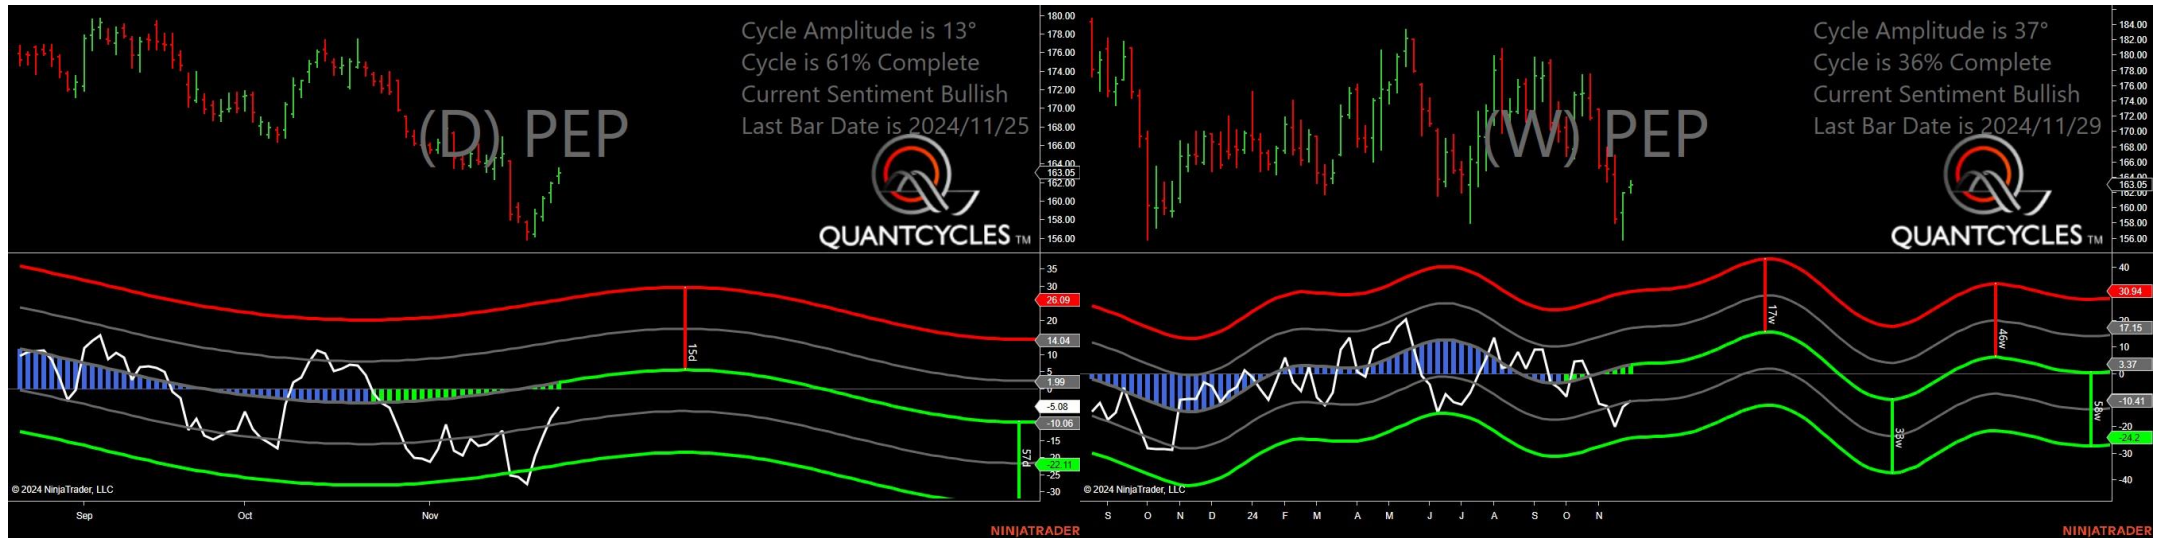 Cycle Amplitude is 13°
Cycle is 61% Complete
Current Sentiment Bullish
Last Bar Date is 2024/11/25
(D) PEP
QUANTCYCLES TM
180.00
178.00
176.00
174.00
172.00
170.00
168.00
166.00
164.00
163.05
162.00
160.00
158.00
156.00
35
30
26.09
20
14.04
10
5
1.99
-5.08
-10.06
-15
-22.11
-25
-30
15d
57d
© 2024 NinjaTrader, LLC
Sep Oct Nov
NINJATRADER
Cycle Amplitude is 37°
Cycle is 36% Complete
Current Sentiment Bullish
Last Bar Date is 2024/11/29
(W) PEP
QUANTCYCLES TM
184.00
182.00
180.00
178.00
176.00
174.00
172.00
170.00
168.00
166.00
164.00
163.05
162.00
160.00
158.00
156.00
40
30.94
20
17.15
10
3.37
0
-10.41
-20
-24.2
-30
-40
17w
46w
38w
58w
© 2024 NinjaTrader, LLC
S O N D 24 F M A M J J A S O N
NINJATRADER